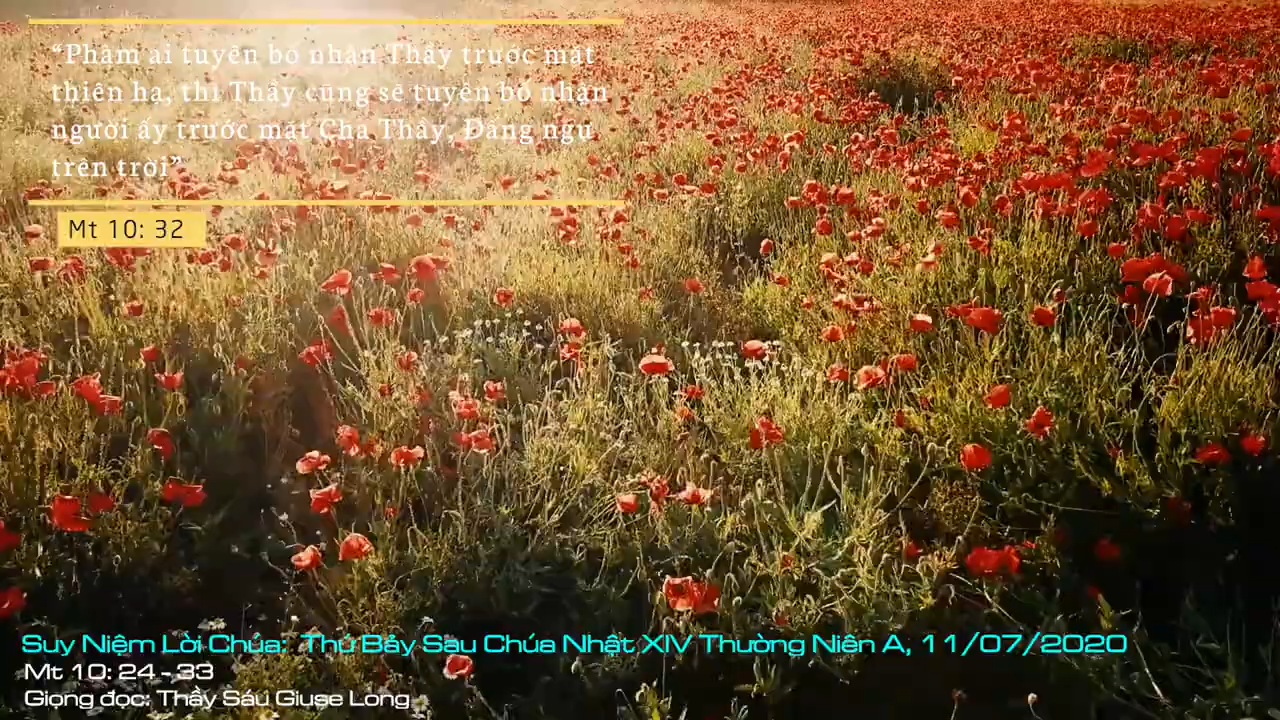 “Phàm ai tuyên bố nhận Thầy trước mặt
thiên hạ, thì Thầy cũng sẽ tuyên bố nhận
người ấy trước mặt Cha Thầy, Đấng ngự
trên trời”
Mt 10: 32
Suy Niệm Lời Chúa: Thứ Bảy Sau Chúa Nhật XIV Thường Niên A, 11/07/2020
Mt 10: 24 - 33
Giọng đọc: Thầy Sáu Giuse Long